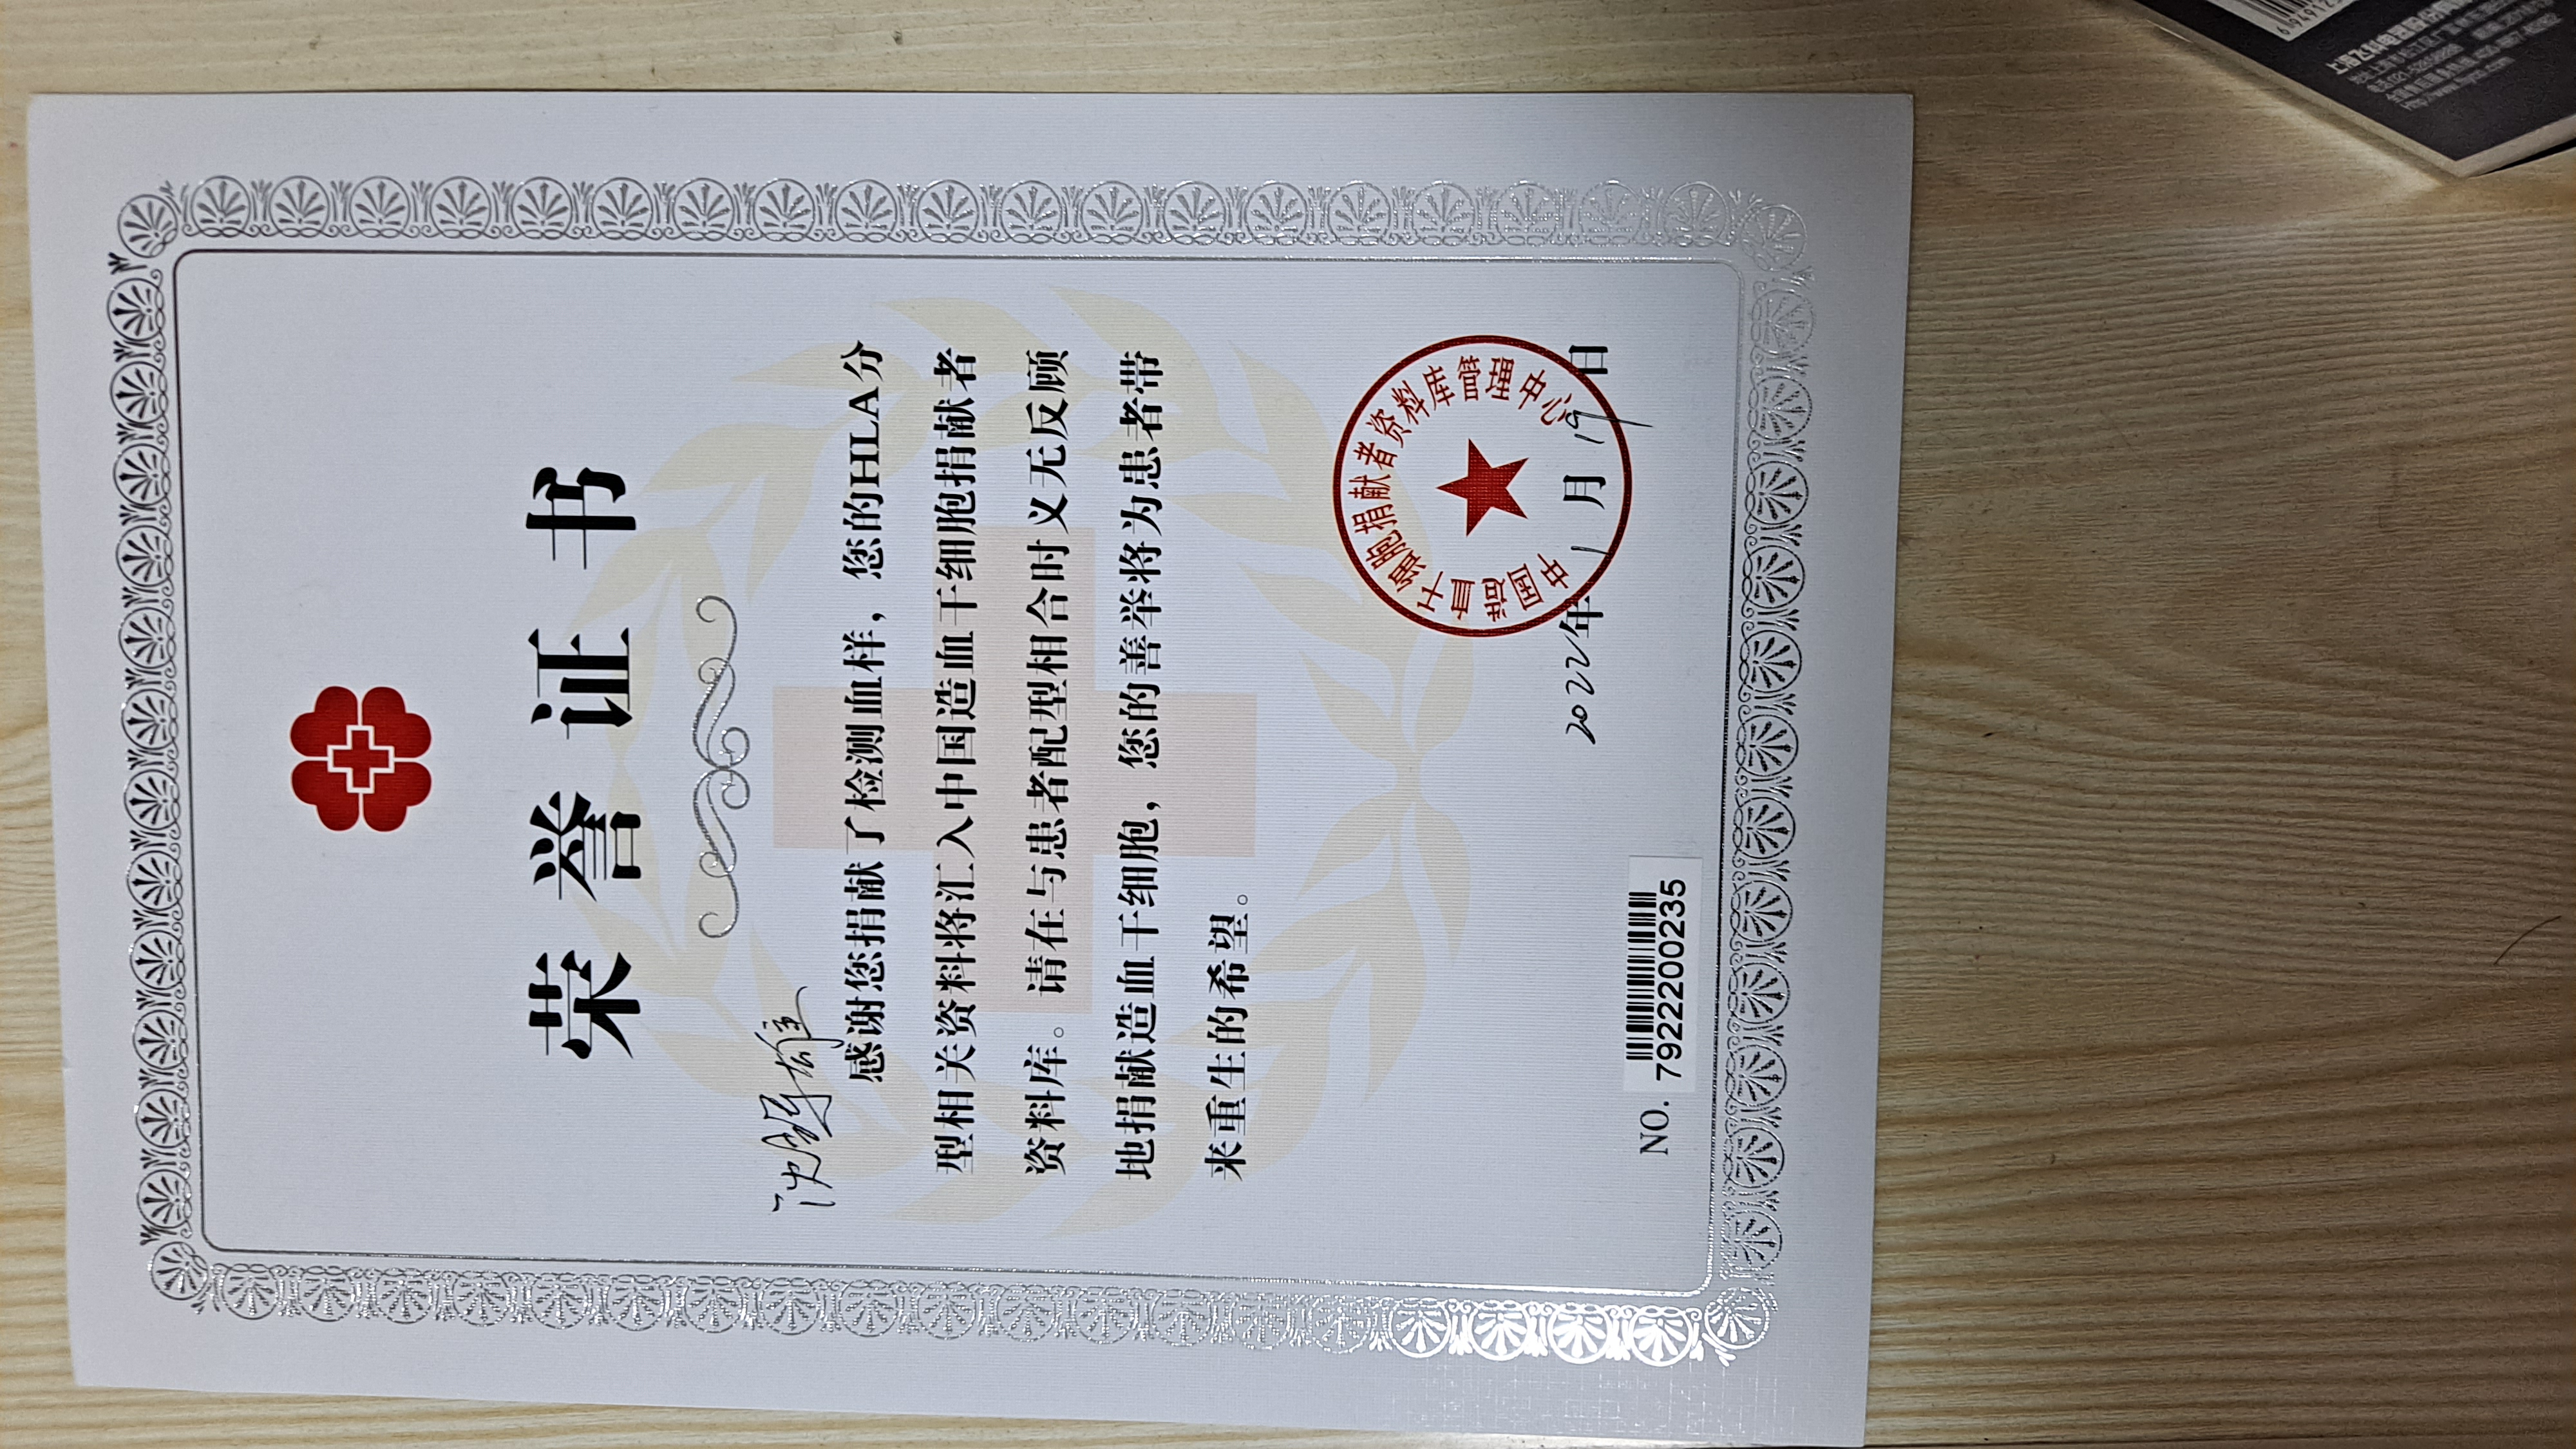 荣誉证书
感谢您捐献了检测血样，您的HLA分
型相关资料将汇入中国造血干细胞捐献者
资料库。请在与患者配型相合时义无反顾
地捐献造血干细胞，您的善举将为患者带
来重生的希望。
中国造血干细胞捐献者资料库管理中心
2022年1月19日
NO. 7922200235